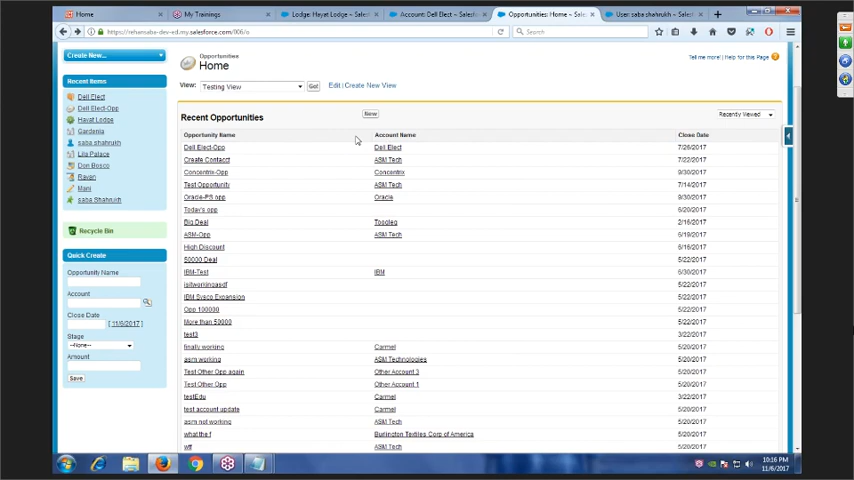 Home
My Trainings
Lodge: Hayat Lodge ~ Sales
Account: Dell Elect ~ Salesf
Opportunities: Home ~ Sales
User: saba shahrukh ~ Sales
https://rehansaba-dev-ed.my.salesforce.com/006/o
Search
Create New...
Recent Items
Dell Elect
Dell Elect-Opp
Hayat Lodge
Gardenia
saba.shahrukh
Lila Palace
Don Bosco
Ravan
Mani
saba Shahrukh
Recycle Bin
Quick Create
Opportunity Name
Account
Close Date
[ 11/6/2017 ]
Stage
--None--
Amount
Save
Opportunities
Home
Tell me more! | Help for this Page
View: Testing View Go! Edit | Create New View
Recent Opportunities New Recently Viewed
Opportunity Name Account Name Close Date
Dell Elect-Opp Dell Elect 7/26/2017
Create Contacct ASM Tech 7/22/2017
Concentrix-Opp Concentrix 9/30/2017
Test Opportunity ASM Tech 7/14/2017
Oracle-PS opp Oracle 9/30/2017
Today's opp 6/20/2017
Big Deal 2/16/2017
ASM-Opp ASM Tech 6/19/2017
High Discount 6/16/2017
50000 Deal 5/22/2017
IBM-Test IBM 6/30/2017
isitworkingasdf 5/22/2017
IBM Sysco Expansion 5/22/2017
Opp 100000 5/22/2017
More than 50000 5/22/2017
test3 3/22/2017
finally working Carmel 5/20/2017
asm working ASM Technologies 5/20/2017
Test Other Opp again Other Account 3 5/20/2017
Test Other Opp Other Account 1 5/20/2017
testEdu Carmel 3/22/2017
test account update Carmel 5/20/2017
asm not working ASM Tech 5/20/2017
what the f Burlington Textiles Corp of America 5/20/2017
wff ASM Tech 5/20/2017
10:16 PM
11/6/2017